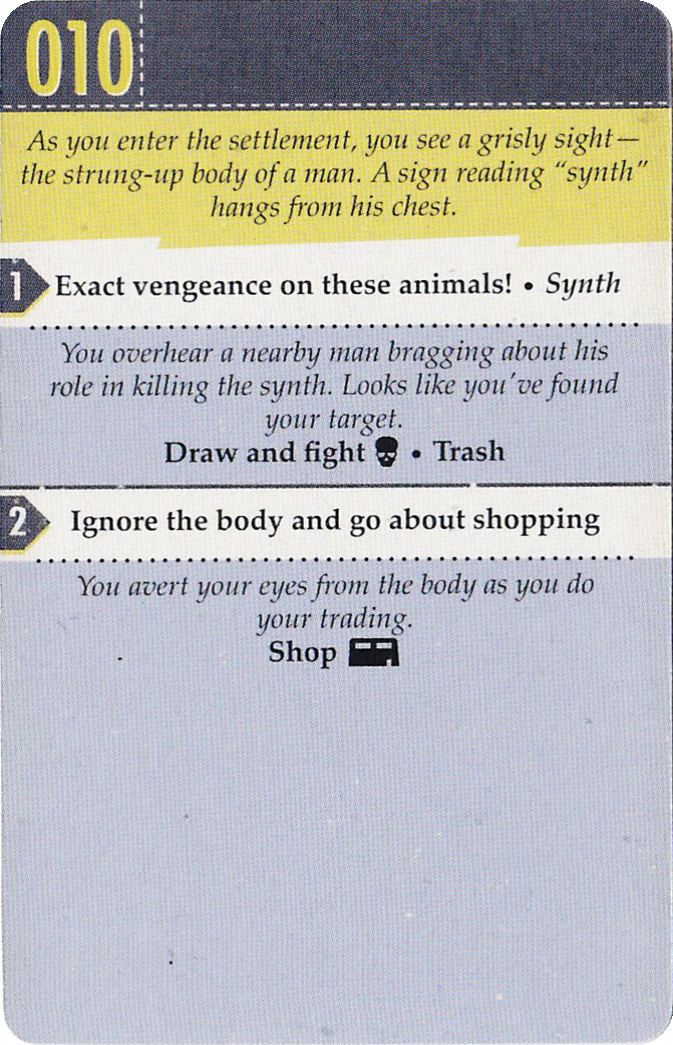 010
As you enter the settlement, you see a grisly sight—
the strung-up body of a man. A sign reading “synth”
hangs from his chest.
1 Exact vengeance on these animals! • Synth
You overhear a nearby man bragging about his
role in killing the synth. Looks like you've found
your target.
Draw and fight • Trash
2 Ignore the body and go about shopping
You avert your eyes from the body as you do
your trading.
Shop